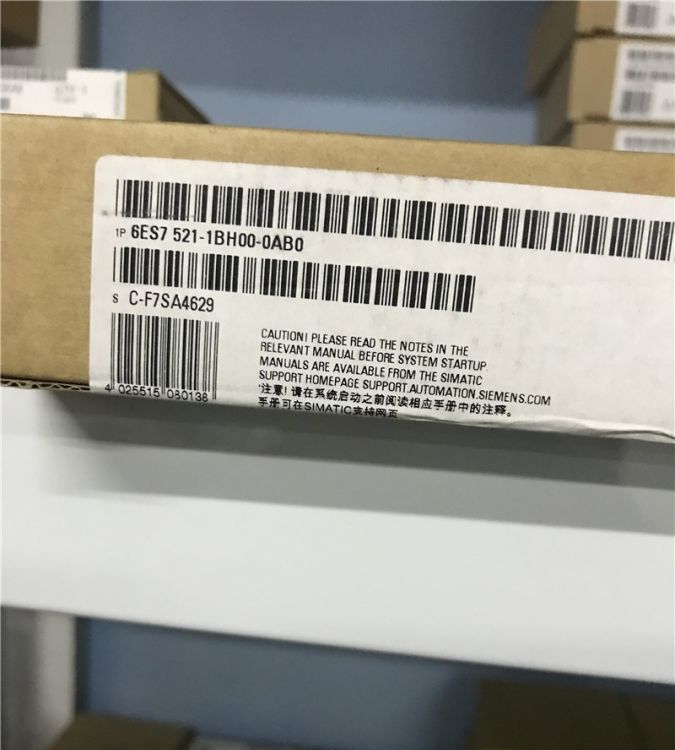 1P 6ES7 521-1BH00-0AB0
S C-F7SA4629
CAUTION! PLEASE READ THE NOTES IN THE
RELEVANT MANUAL BEFORE SYSTEM STARTUP.
MANUALS ARE AVAILABLE FROM THE SIMATIC
SUPPORT HOMEPAGE SUPPORT.AUTOMATION.SIEMENS.COM
注意! 请在系统启动之前阅读相应手册中的注释。
手册可在SIMATIC支持网页
4 025515 080138